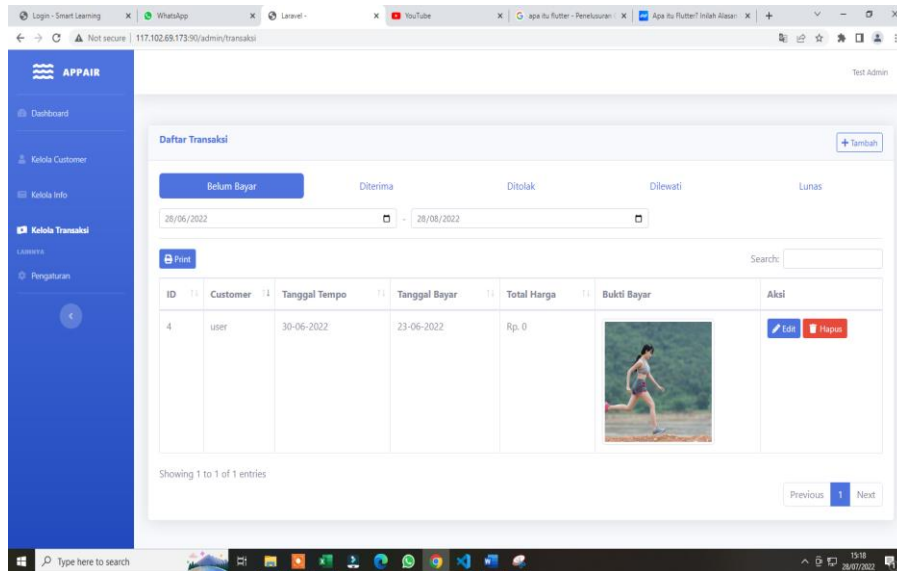 Login - Smart Learning
WhatsApp
Laravel -
YouTube
apa itu flutter - Penelusuran
Apa itu Flutter? Inilah Alasan
Not secure | 117.102.69.173:90/admin/transaksi
APPAIR
Test Admin
Dashboard
Kelola Customer
Kelola Info
Kelola Transaksi
LAINNYA
Pengaturan
Daftar Transaksi
+ Tambah
Belum Bayar Diterima Ditolak Dilewati Lunas
28/06/2022 - 28/08/2022
Print
Search:
ID Customer Tanggal Tempo Tanggal Bayar Total Harga Bukti Bayar Aksi
4 user 30-06-2022 23-06-2022 Rp. 0 Edit Hapus
Showing 1 to 1 of 1 entries
Previous 1 Next
Type here to search
15:18
28/07/2022